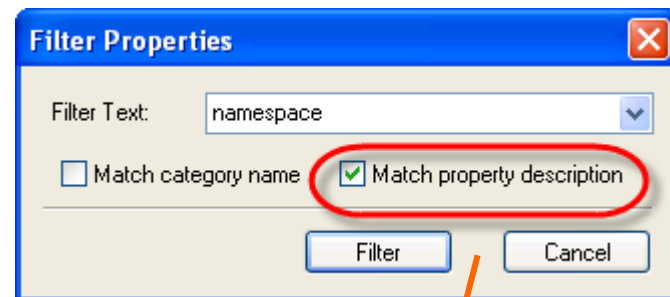 Filter Properties
Filter Text: namespace
Match category name Match property description
Filter Cancel